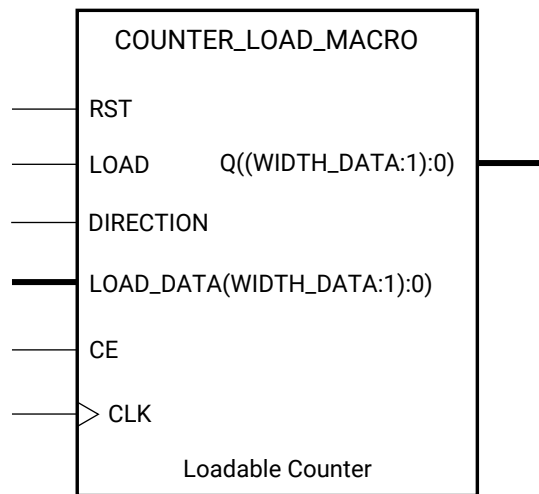 COUNTER_LOAD_MACRO
RST
LOAD
Q((WIDTH_DATA:1):0)
DIRECTION
LOAD_DATA(WIDTH_DATA:1):0)
CE
CLK
Loadable Counter